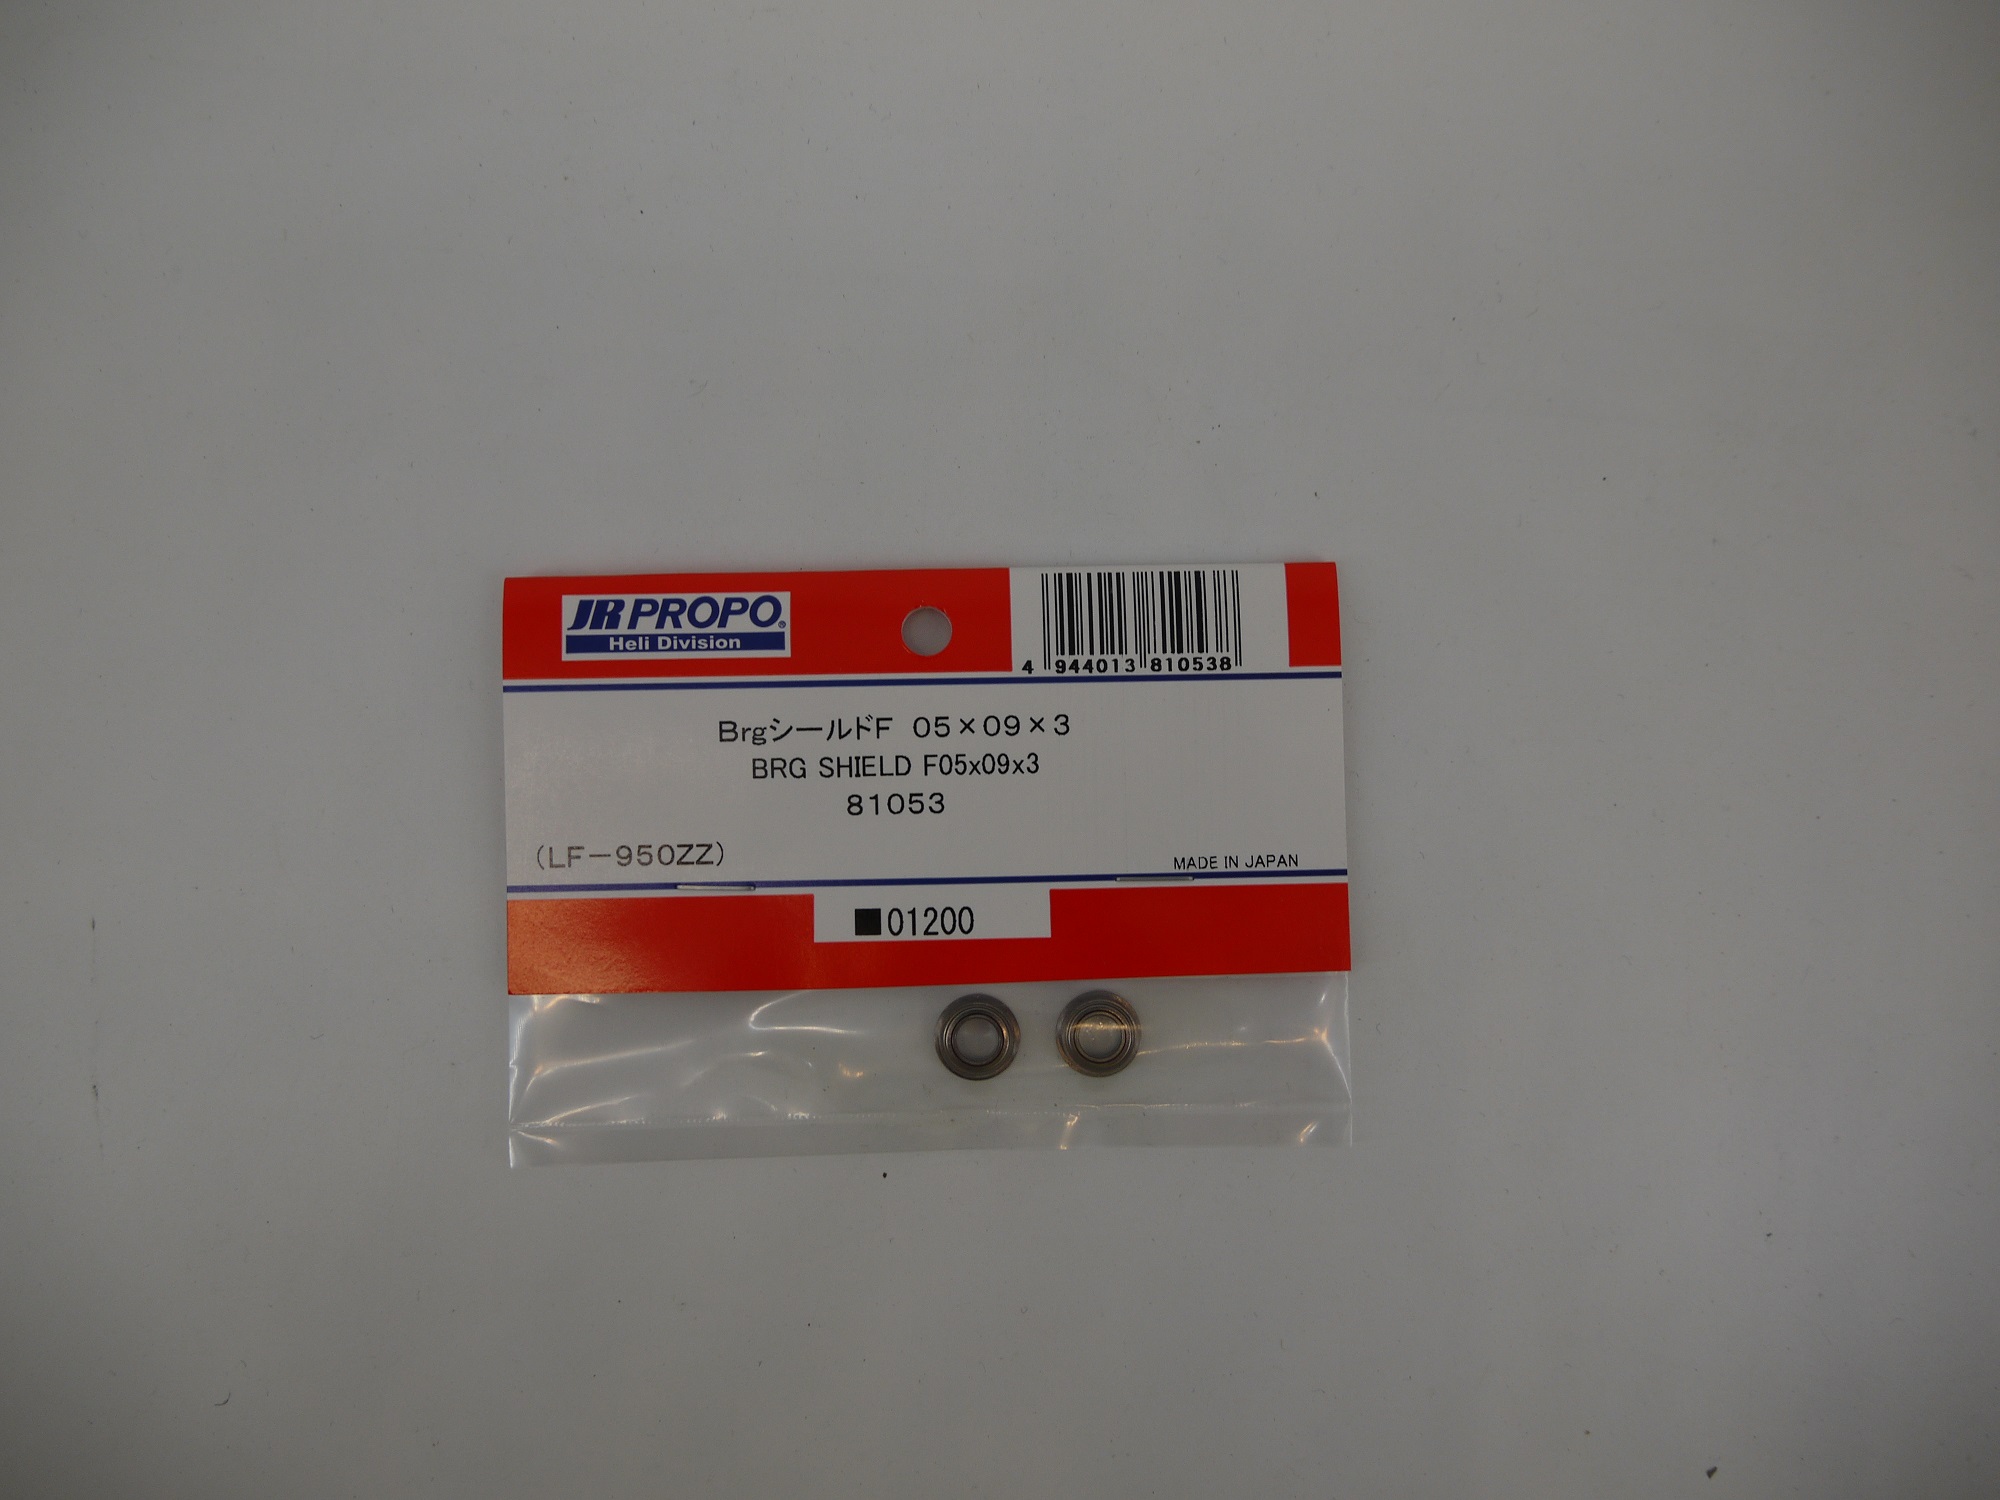 JR PROPO®
Heli Division
4 944013 810538
BrgシールドF 05×09×3
BRG SHIELD F05x09x3
81053
(LF-950ZZ)
MADE IN JAPAN
■01200